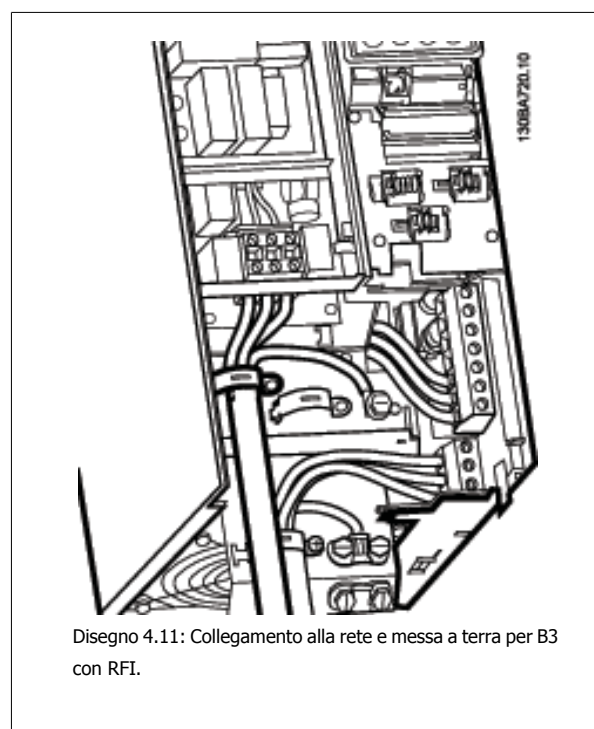 130BA720.10
Disegno 4.11: Collegamento alla rete e messa a terra per B3
con RFI.